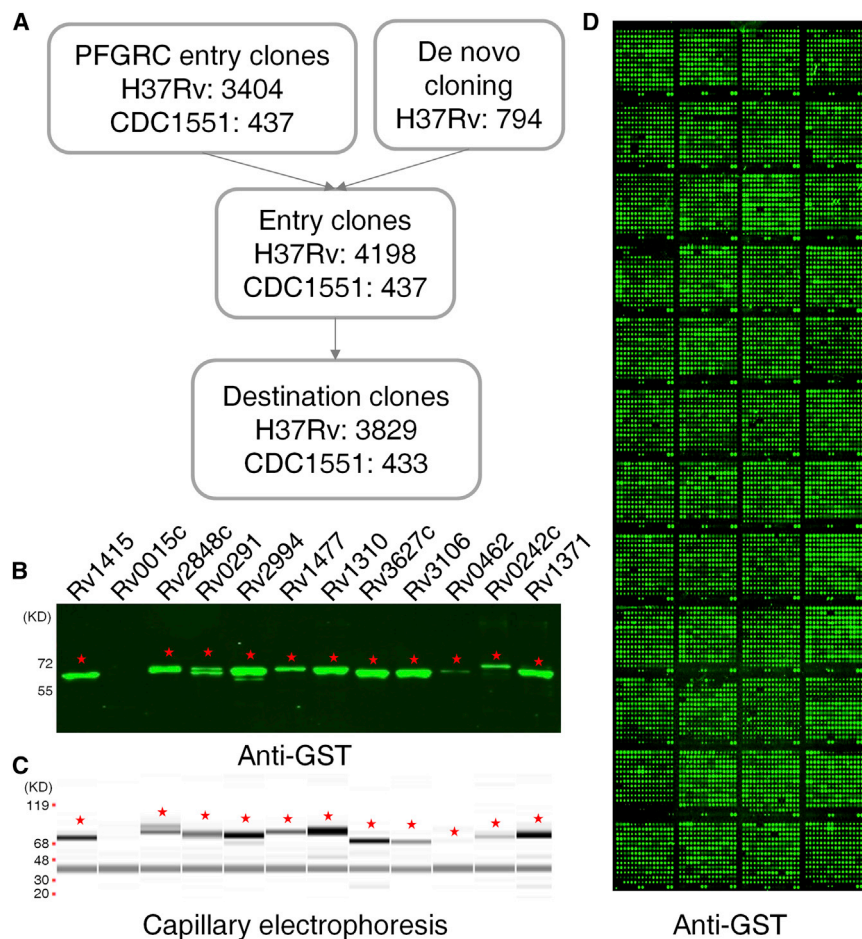 A
PFGRC entry clones
H37Rv: 3404
CDC1551: 437
De novo
cloning
H37Rv: 794
Entry clones
H37Rv: 4198
CDC1551: 437
Destination clones
H37Rv: 3829
CDC1551: 433
B
Rv1415
Rv0015c
Rv2848c
Rv0291
Rv2994
Rv1477
Rv1310
Rv3627c
Rv3106
Rv0462
Rv0242c
Rv1371
(KD)
72
55
Anti-GST
C
(KD)
119
68
48
30
20
Capillary electrophoresis
D
Anti-GST